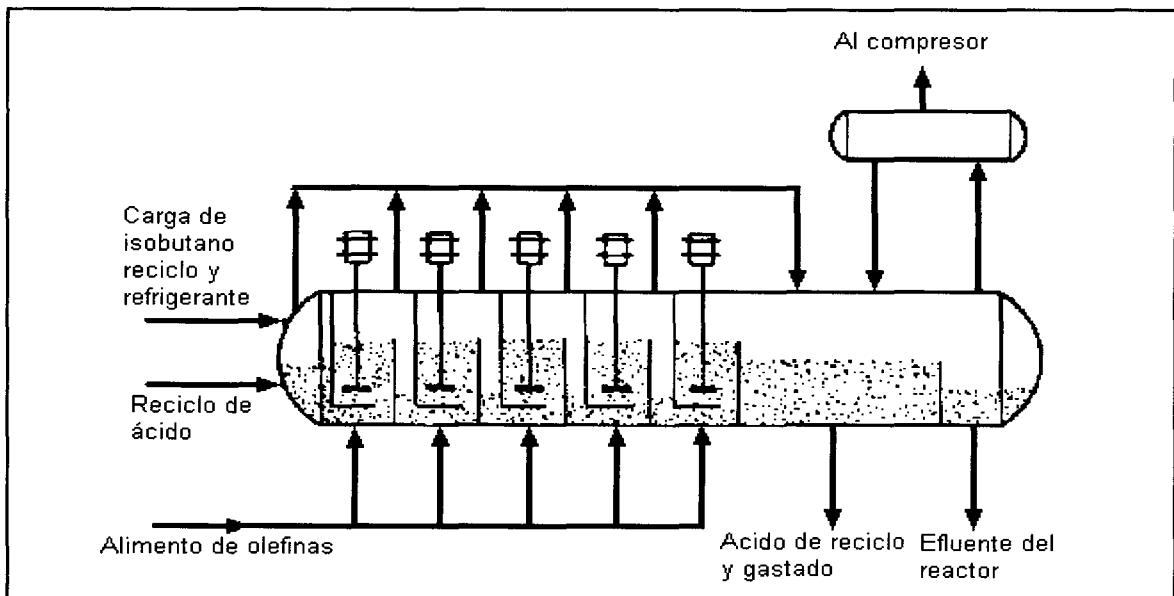 Al compresor
Carga de
isobutano
reciclo y
refrigerante
Reciclo de
ácido
Alimento de olefinas
Acido de reciclo
y gastado
Efluente del
reactor